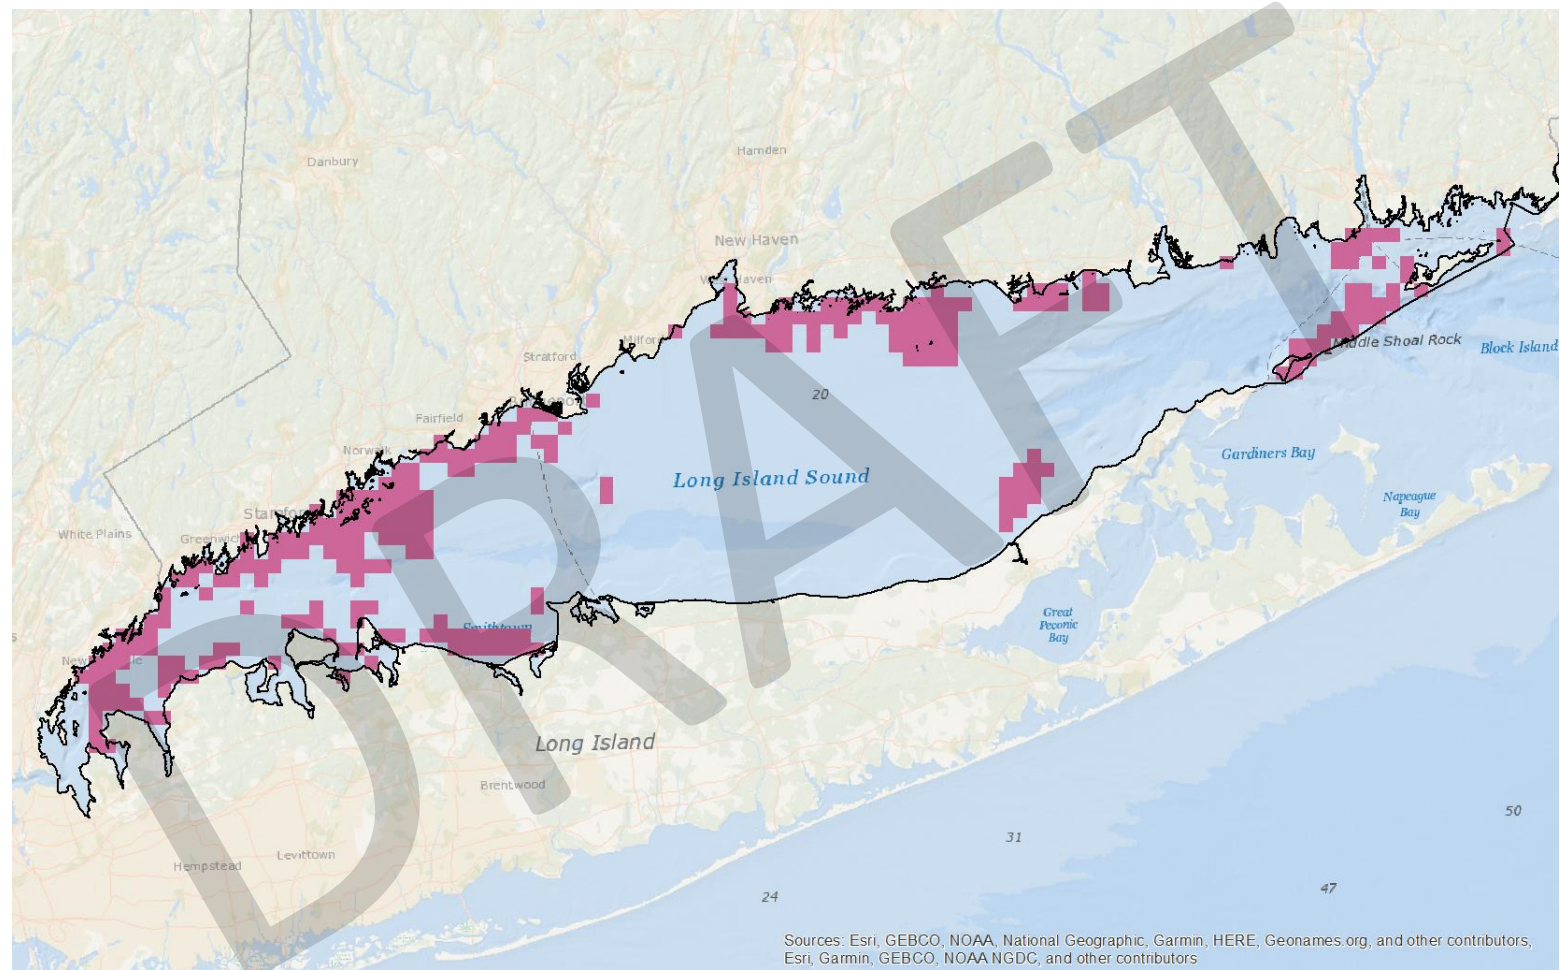 Danbury
Hamden
New Haven
West Haven
Milford
Stratford
Bridgeport
Fairfield
Norwalk
Stamford
Greenwich
White Plains
New Rochelle
Smithtown
20
Long Island Sound
Middle Shoal Rock
Block Island
Gardiners Bay
Napeague
Bay
Great
Peconic
Bay
Long Island
Brentwood
Levittown
Hempstead
31
24
47
50
DRAFT
Sources: Esri, GEBCO, NOAA, National Geographic, Garmin, HERE, Geonames.org, and other contributors,
Esri, Garmin, GEBCO, NOAA NGDC, and other contributors